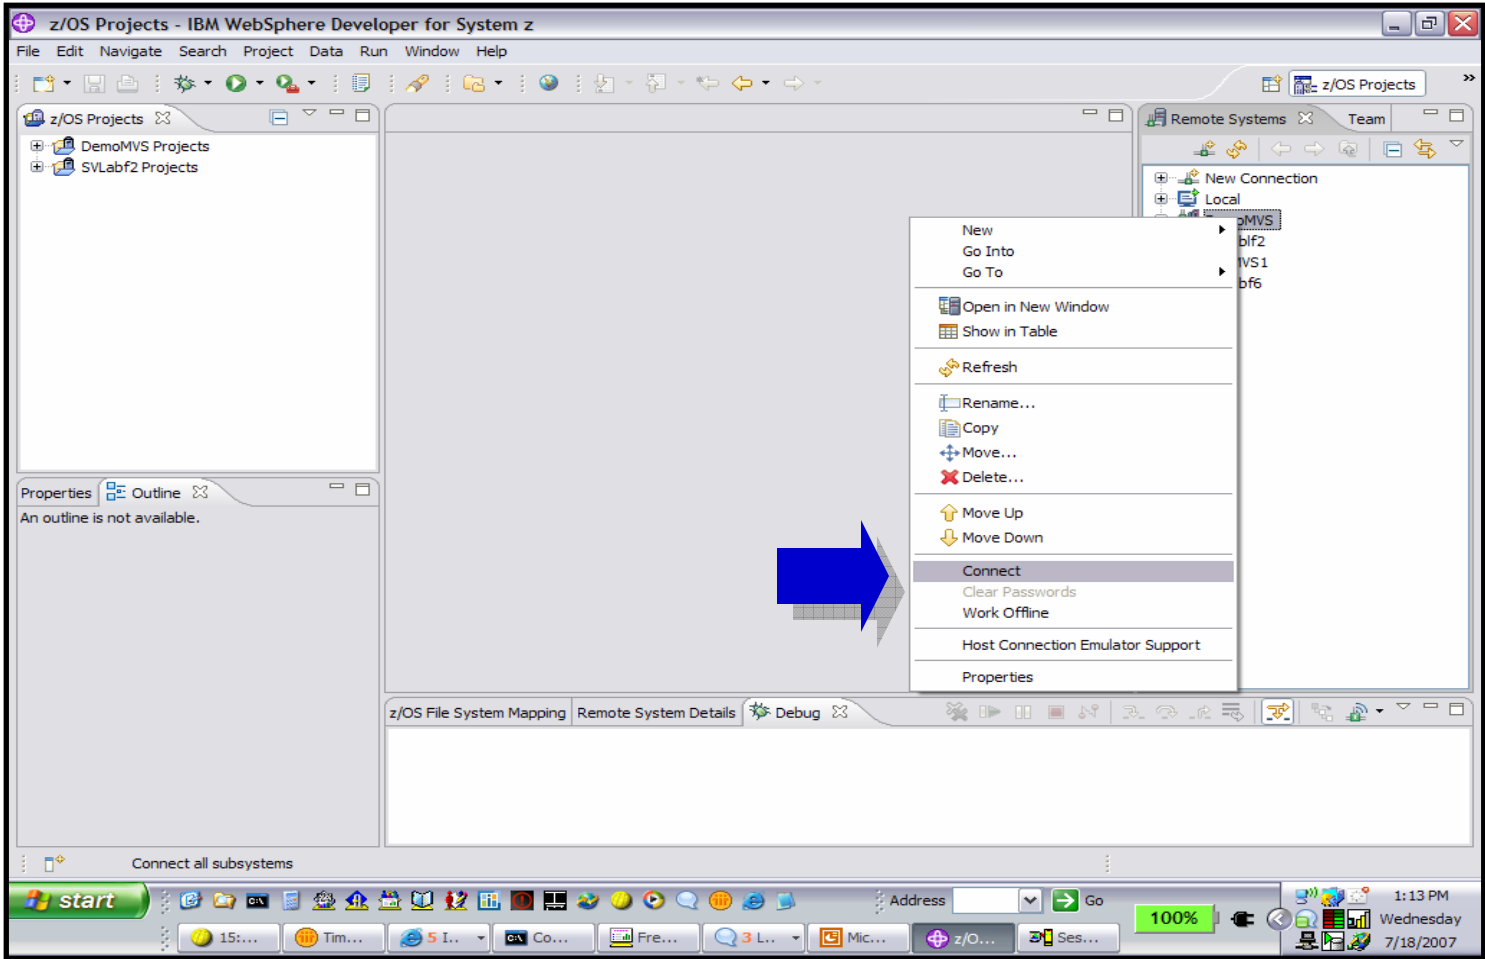 z/OS Projects - IBM WebSphere Developer for System z
File Edit Navigate Search Project Data Run Window Help
z/OS Projects
»
z/OS Projects
DemoMVS Projects
SVLabf2 Projects
Remote Systems Team
New Connection
Local
MVS
blf2
MVS1
bf6
New
Go Into
Go To
Open in New Window
Show in Table
Refresh
Rename...
Copy
Move...
Delete...
Move Up
Move Down
Connect
Clear Passwords
Work Offline
Host Connection Emulator Support
Properties
Properties Outline
An outline is not available.
z/OS File System Mapping Remote System Details Debug
Connect all subsystems
start
Address Go
100%
1:13 PM
Wednesday
7/18/2007
15:...
Tim...
5 I..
Co...
Fre...
3 L..
Mic...
z/O...
Ses...